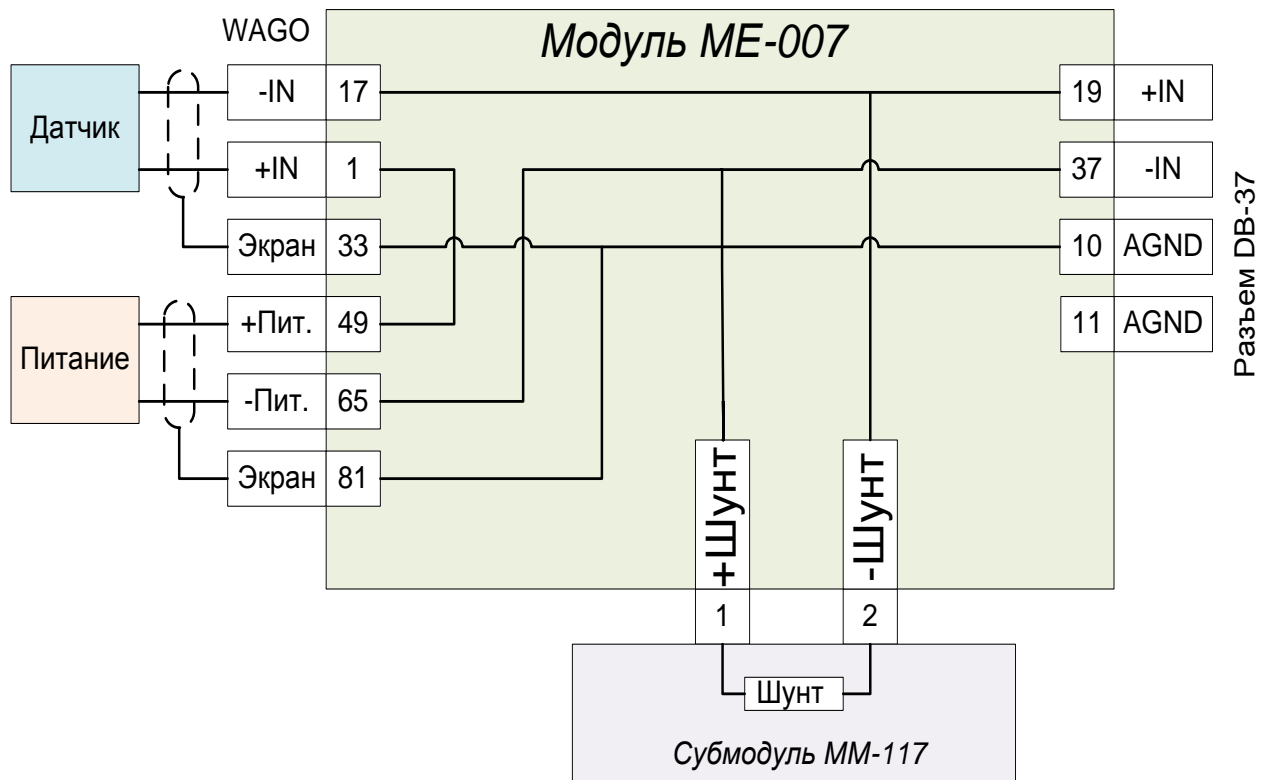 WAGO
Модуль МЕ-007
Датчик
-IN 17
19 +IN
+IN 1
37 -IN
Экран 33
10 AGND
Питание
+Пит. 49
11 AGND
-Пит. 65
Экран 81
Разъем DB-37
+Шунт
-Шунт
1
2
Шунт
Субмодуль ММ-117